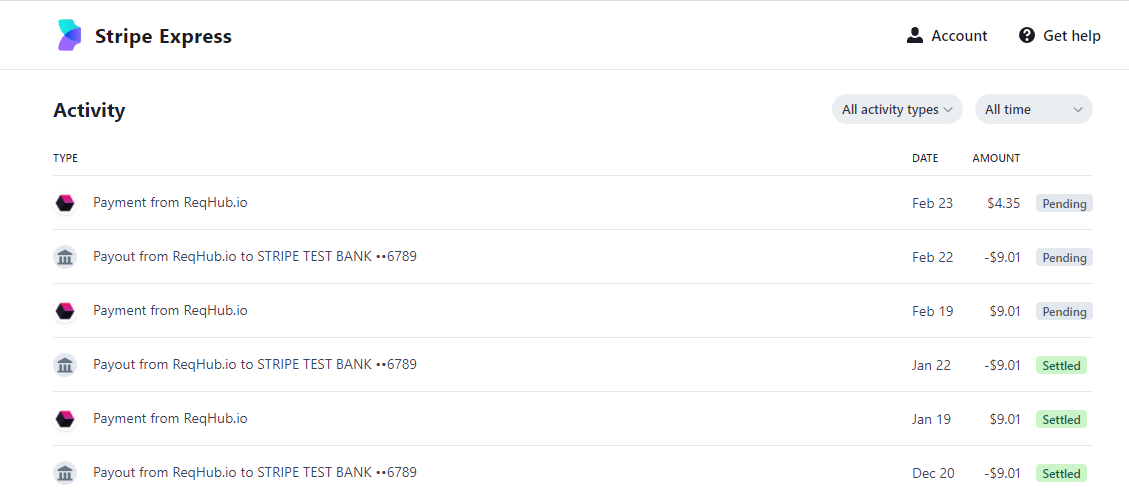 Stripe Express
Account
Get help
Activity
All activity types
All time
TYPE DATE AMOUNT
Payment from ReqHub.io Feb 23 $4.35 Pending
Payout from ReqHub.io to STRIPE TEST BANK ••6789 Feb 22 -$9.01 Pending
Payment from ReqHub.io Feb 19 $9.01 Pending
Payout from ReqHub.io to STRIPE TEST BANK ••6789 Jan 22 -$9.01 Settled
Payment from ReqHub.io Jan 19 $9.01 Settled
Payout from ReqHub.io to STRIPE TEST BANK ••6789 Dec 20 -$9.01 Settled